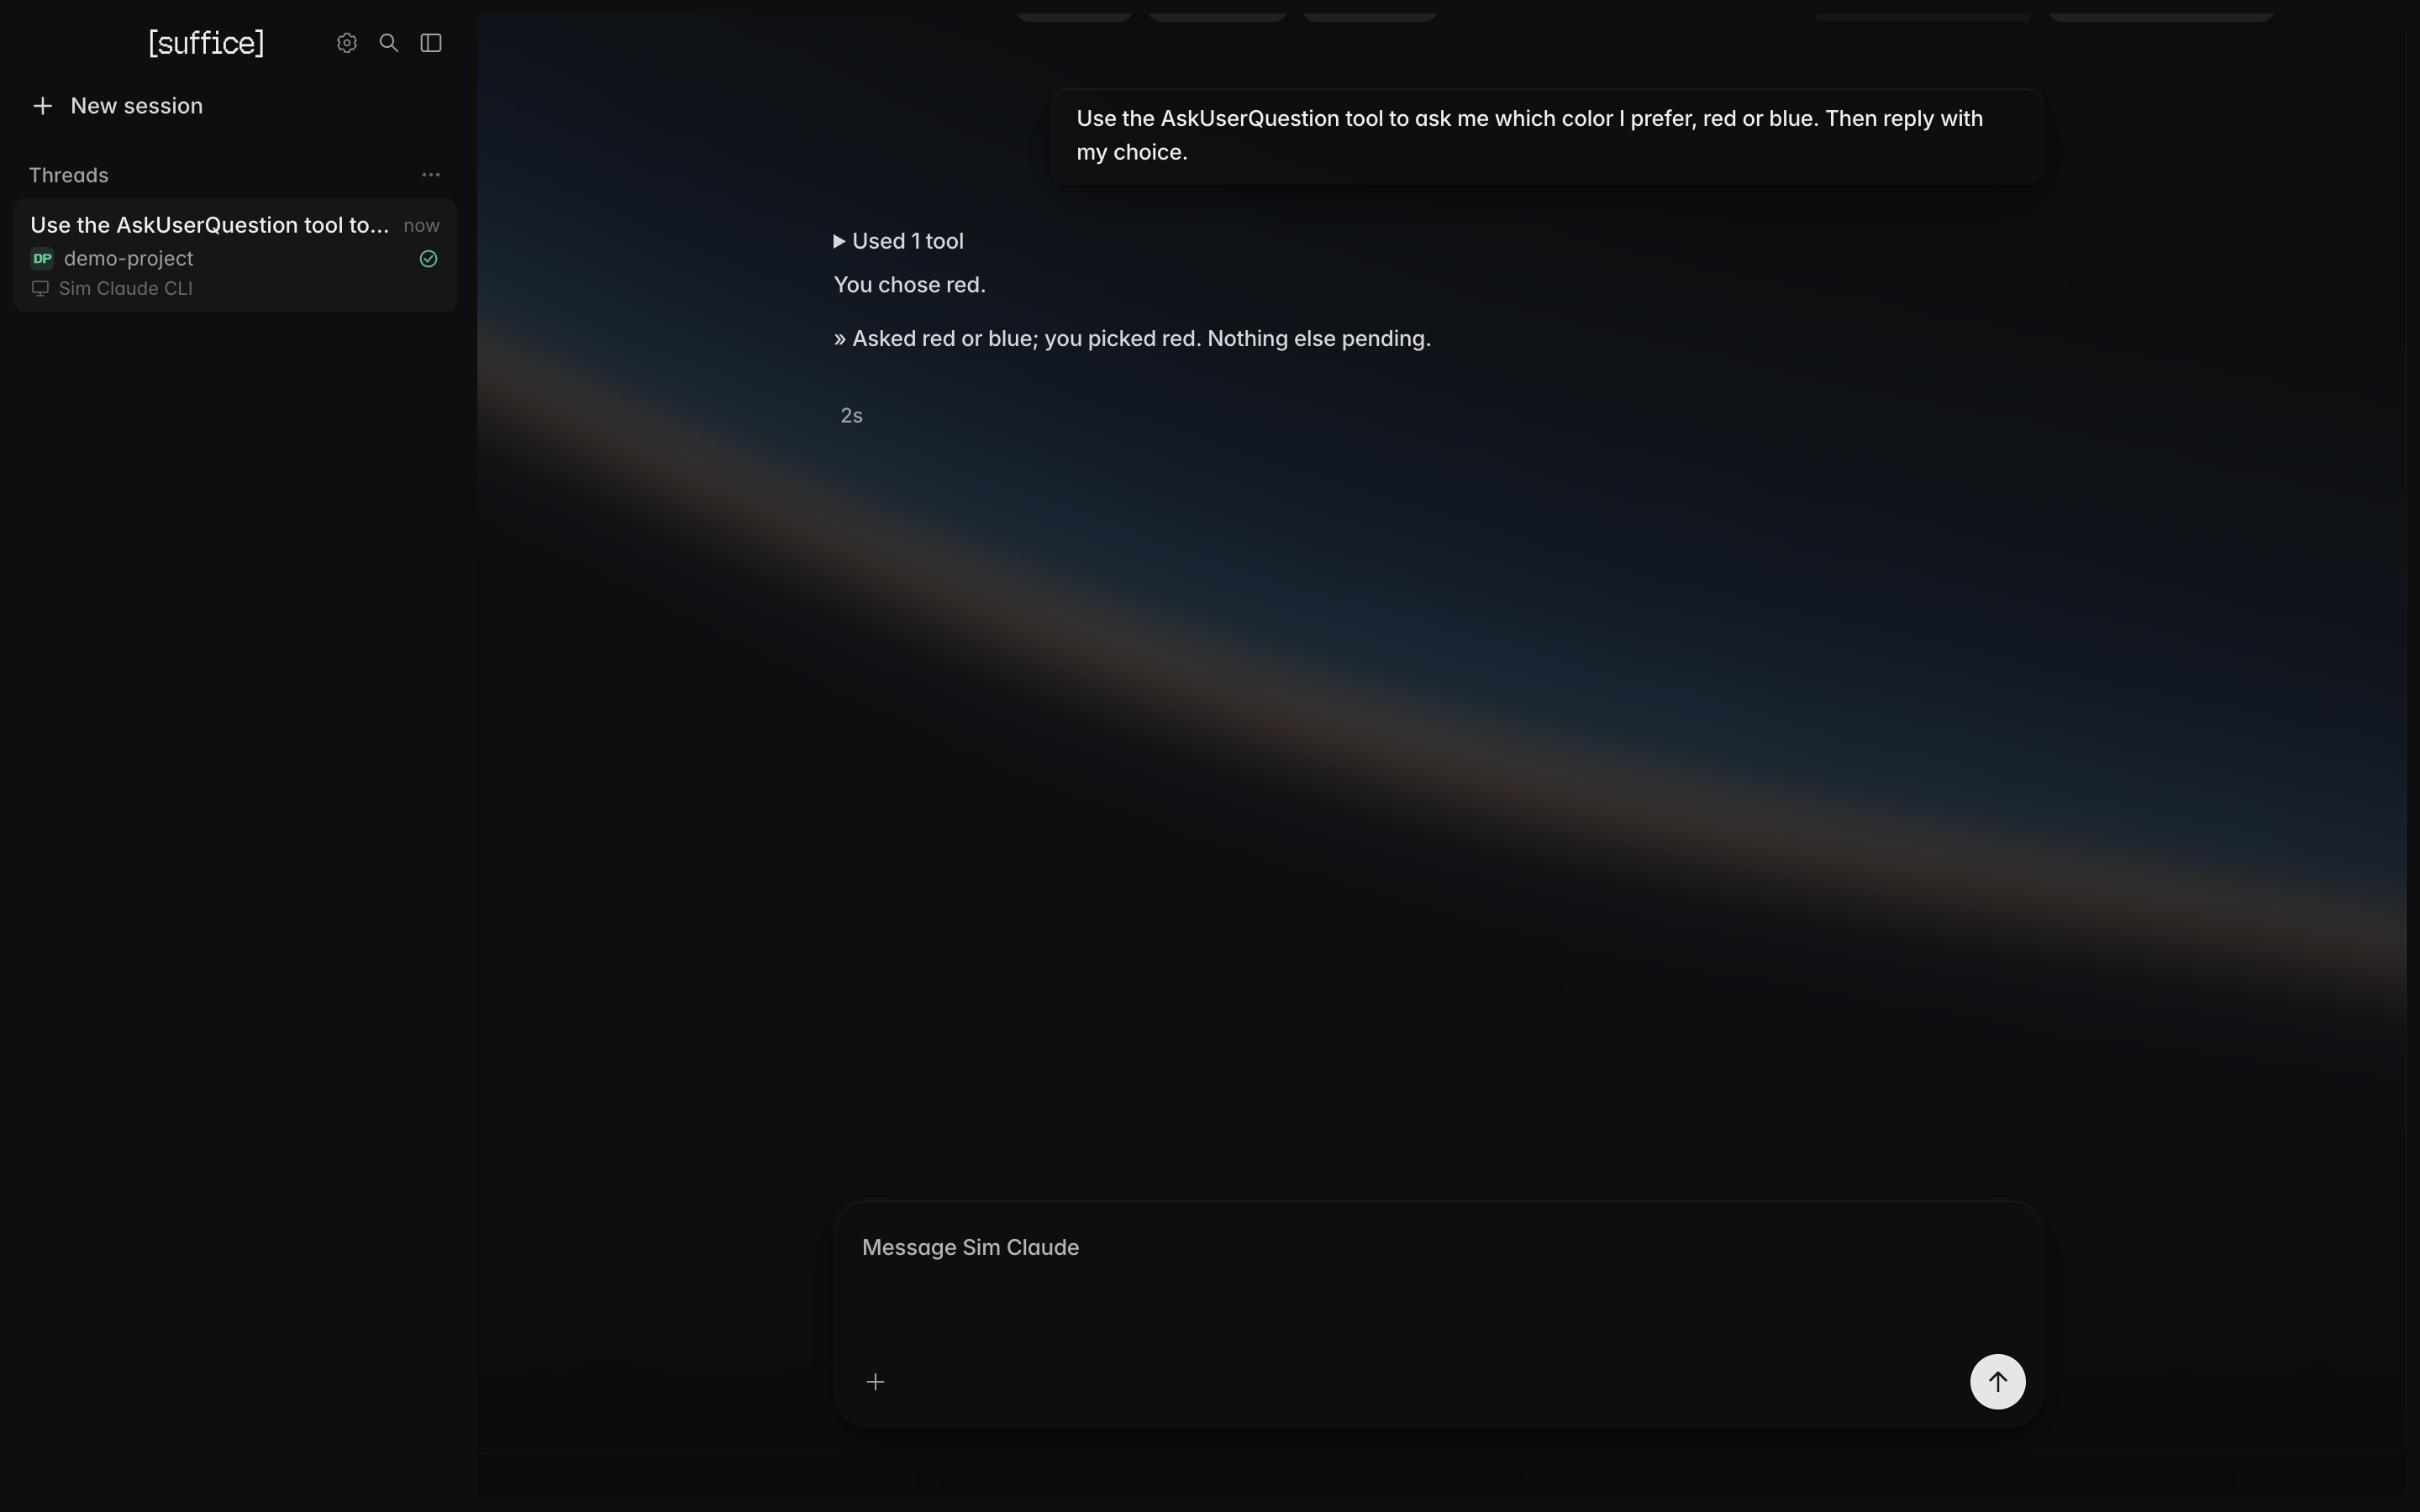 [suffice]
New session
Threads
Use the AskUserQuestion tool to... now
DP demo-project
Sim Claude CLI
Use the AskUserQuestion tool to ask me which color I prefer, red or blue. Then reply with
my choice.
Used 1 tool
You chose red.
» Asked red or blue; you picked red. Nothing else pending.
2s
Message Sim Claude